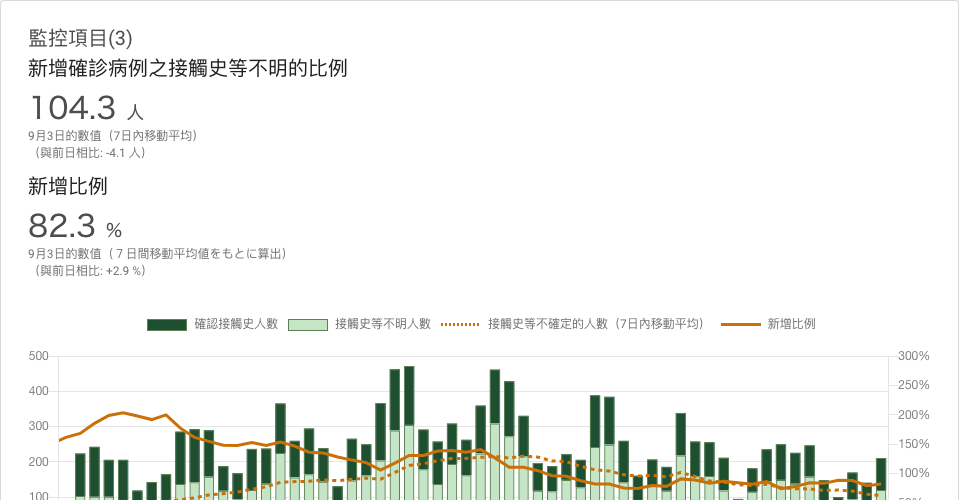 監控項目(3)
新增確診病例之接觸史等不明的比例
104.3 人
9月3日的數值（7日內移動平均）
（與前日相比: -4.1 人）
新增比例
82.3 %
9月3日的數值（７日間移動平均値をもとに算出）
（與前日相比: +2.9 %）
確認接觸史人數 接觸史等不明人數 接觸史等不確定的人數（7日內移動平均） 新增比例
500 300%
250%
400
200%
300
150%
200
100%
100